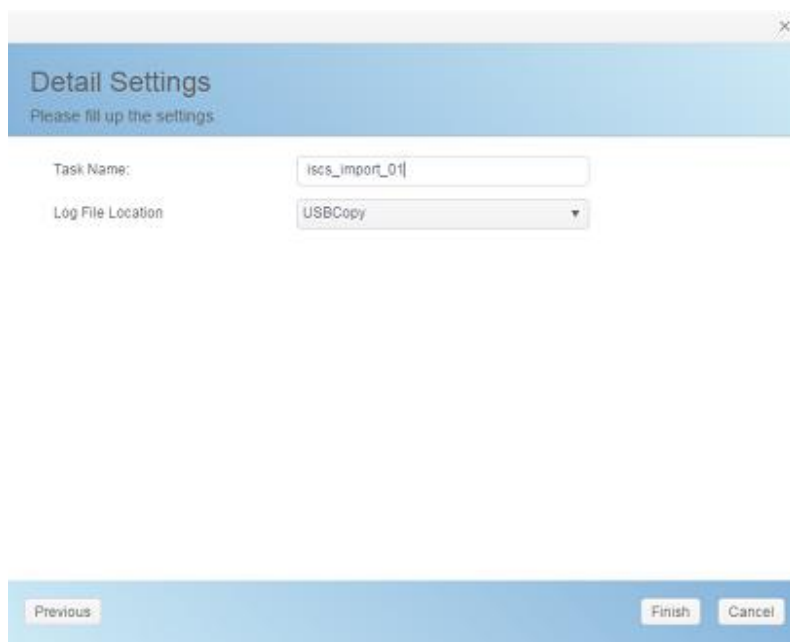 Detail Settings
Please fill up the settings
Task Name: iscs_import_01
Log File Location USBCopy
Previous Finish Cancel